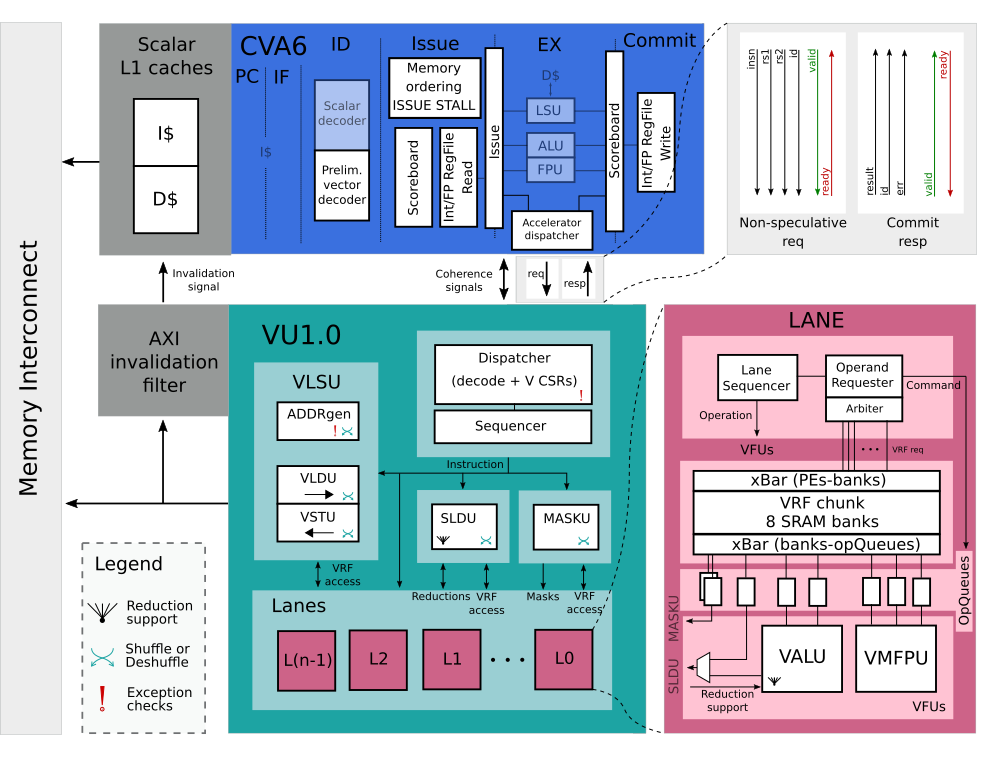 Memory Interconnect
Scalar
L1 caches
I$
D$
CVA6
PC
IF
I$
ID
Scalar
decoder
Prelim.
vector
decoder
Issue
Memory
ordering
ISSUE STALL
Scoreboard
Int/FP RegFile
Read
Issue
EX
D$
LSU
ALU
FPU
Accelerator
dispatcher
Scoreboard
Commit
Int/FP RegFile
Write
insn
rs1
rs2
id
valid
ready
Non-speculative
req
result
id
err
valid
ready
Commit
resp
Invalidation
signal
Coherence
signals
req
resp
AXI
invalidation
filter
VU1.0
VLSU
ADDRgen
!
VLDU
VSTU
Dispatcher
(decode + V CSRs)
!
Sequencer
Instruction
SLDU
MASKU
VRF
access
Reductions
VRF
access
Masks
VRF
access
Lanes
L(n-1)
L2
L1
L0
LANE
Lane
Sequencer
Operand
Requester
Arbiter
Command
Operation
VFUs
VRF req
xBar (PEs-banks)
VRF chunk
8 SRAM banks
xBar (banks-opQueues)
OpQueues
MASKU
SLDU
VALU
VMFPU
Reduction
support
VFUs
Legend
Reduction
support
Shuffle or
Deshuffle
!
Exception
checks